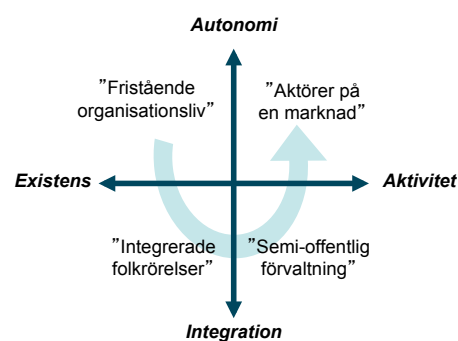 Autonomi
”Fristående
organisationsliv”
”Aktörer på
en marknad”
Existens
Aktivitet
”Integrerade
folkrörelser”
”Semi-offentlig
förvaltning”
Integration